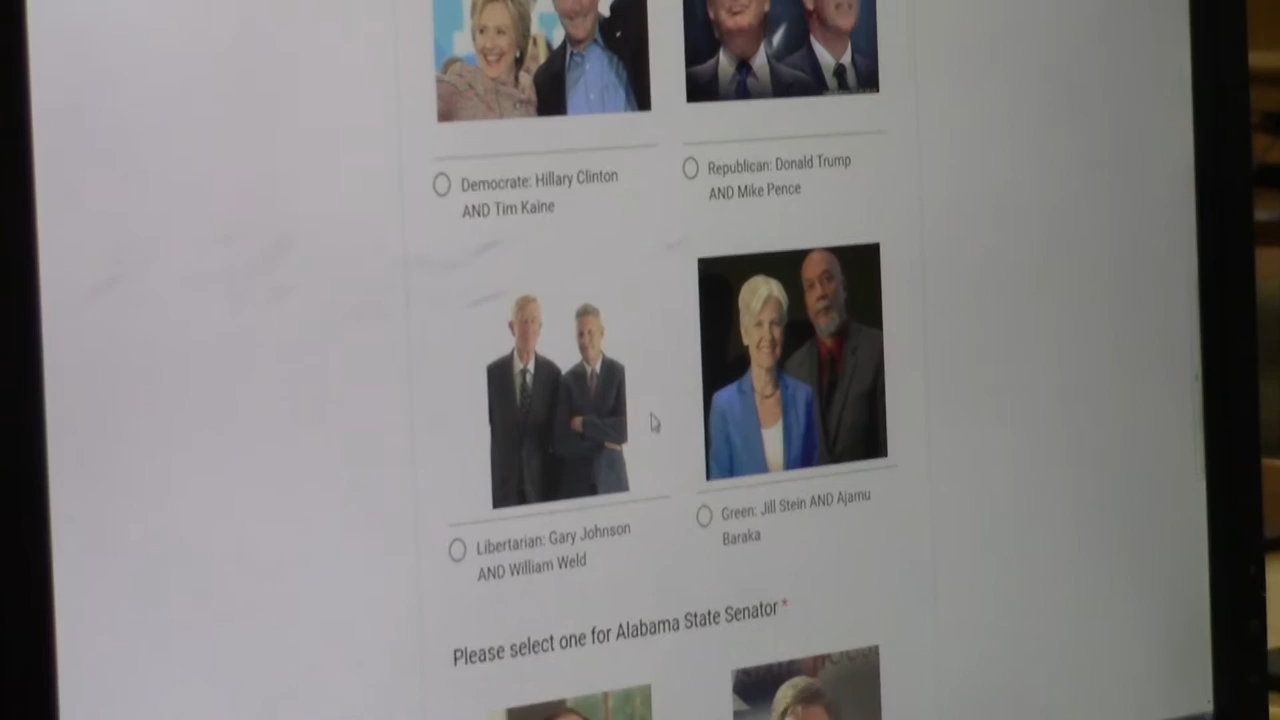 Democrate: Hillary Clinton
AND Tim Kaine
Republican: Donald Trump
AND Mike Pence
Libertarian: Gary Johnson
AND William Weld
Green: Jill Stein AND Ajamu
Baraka
Please select one for Alabama State Senator *